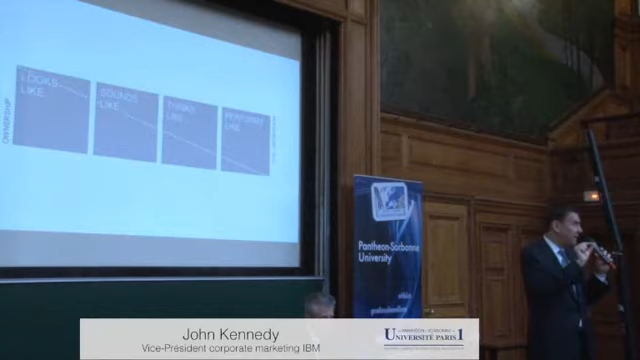 LOOKS
LIKE
SOUNDS
LIKE
THINKS
LIKE
PERFORMS
LIKE
OWNERSHIP
Pantheon-Sorbonne
University
John Kennedy
Vice-Président corporate marketing IBM
UNIVERSITÉ PARIS 1